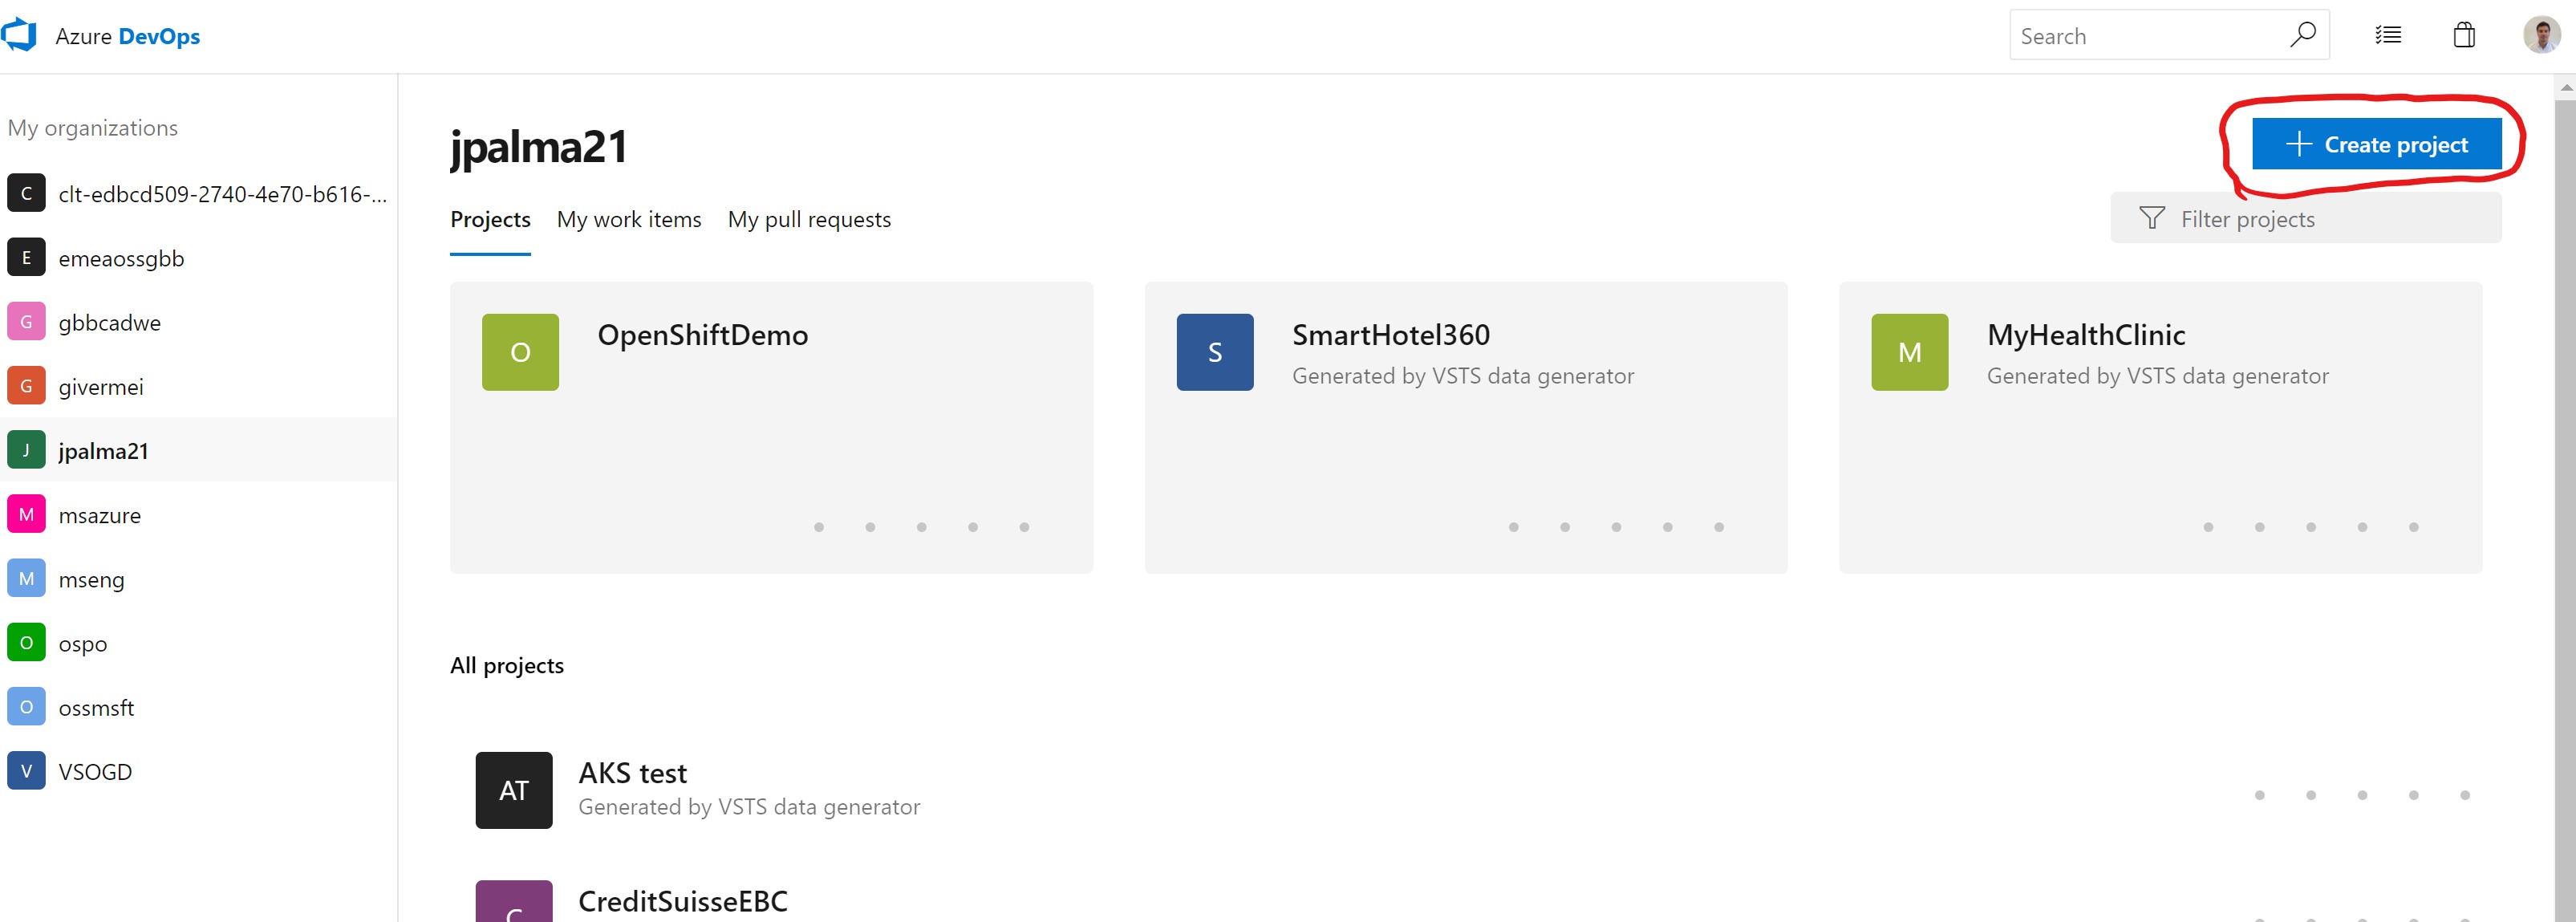 Azure DevOps
Search
My organizations
C clt-edbcd509-2740-4e70-b616-...
E emeaossgbb
G gbbcadwe
G givermei
J jpalma21
M msazure
M mseng
O ospo
O ossmsft
V VSOGD
jpalma21
Create project
Projects My work items My pull requests
Filter projects
O OpenShiftDemo
S SmartHotel360
Generated by VSTS data generator
M MyHealthClinic
Generated by VSTS data generator
All projects
AT AKS test
Generated by VSTS data generator
C CreditSuisseEBC